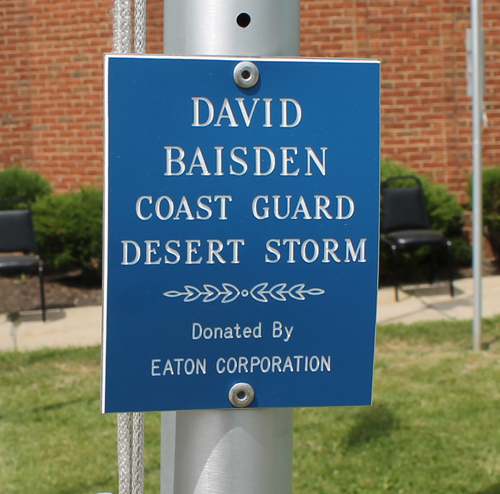 DAVID
BAISDEN
COAST GUARD
DESERT STORM
Donated By
EATON CORPORATION